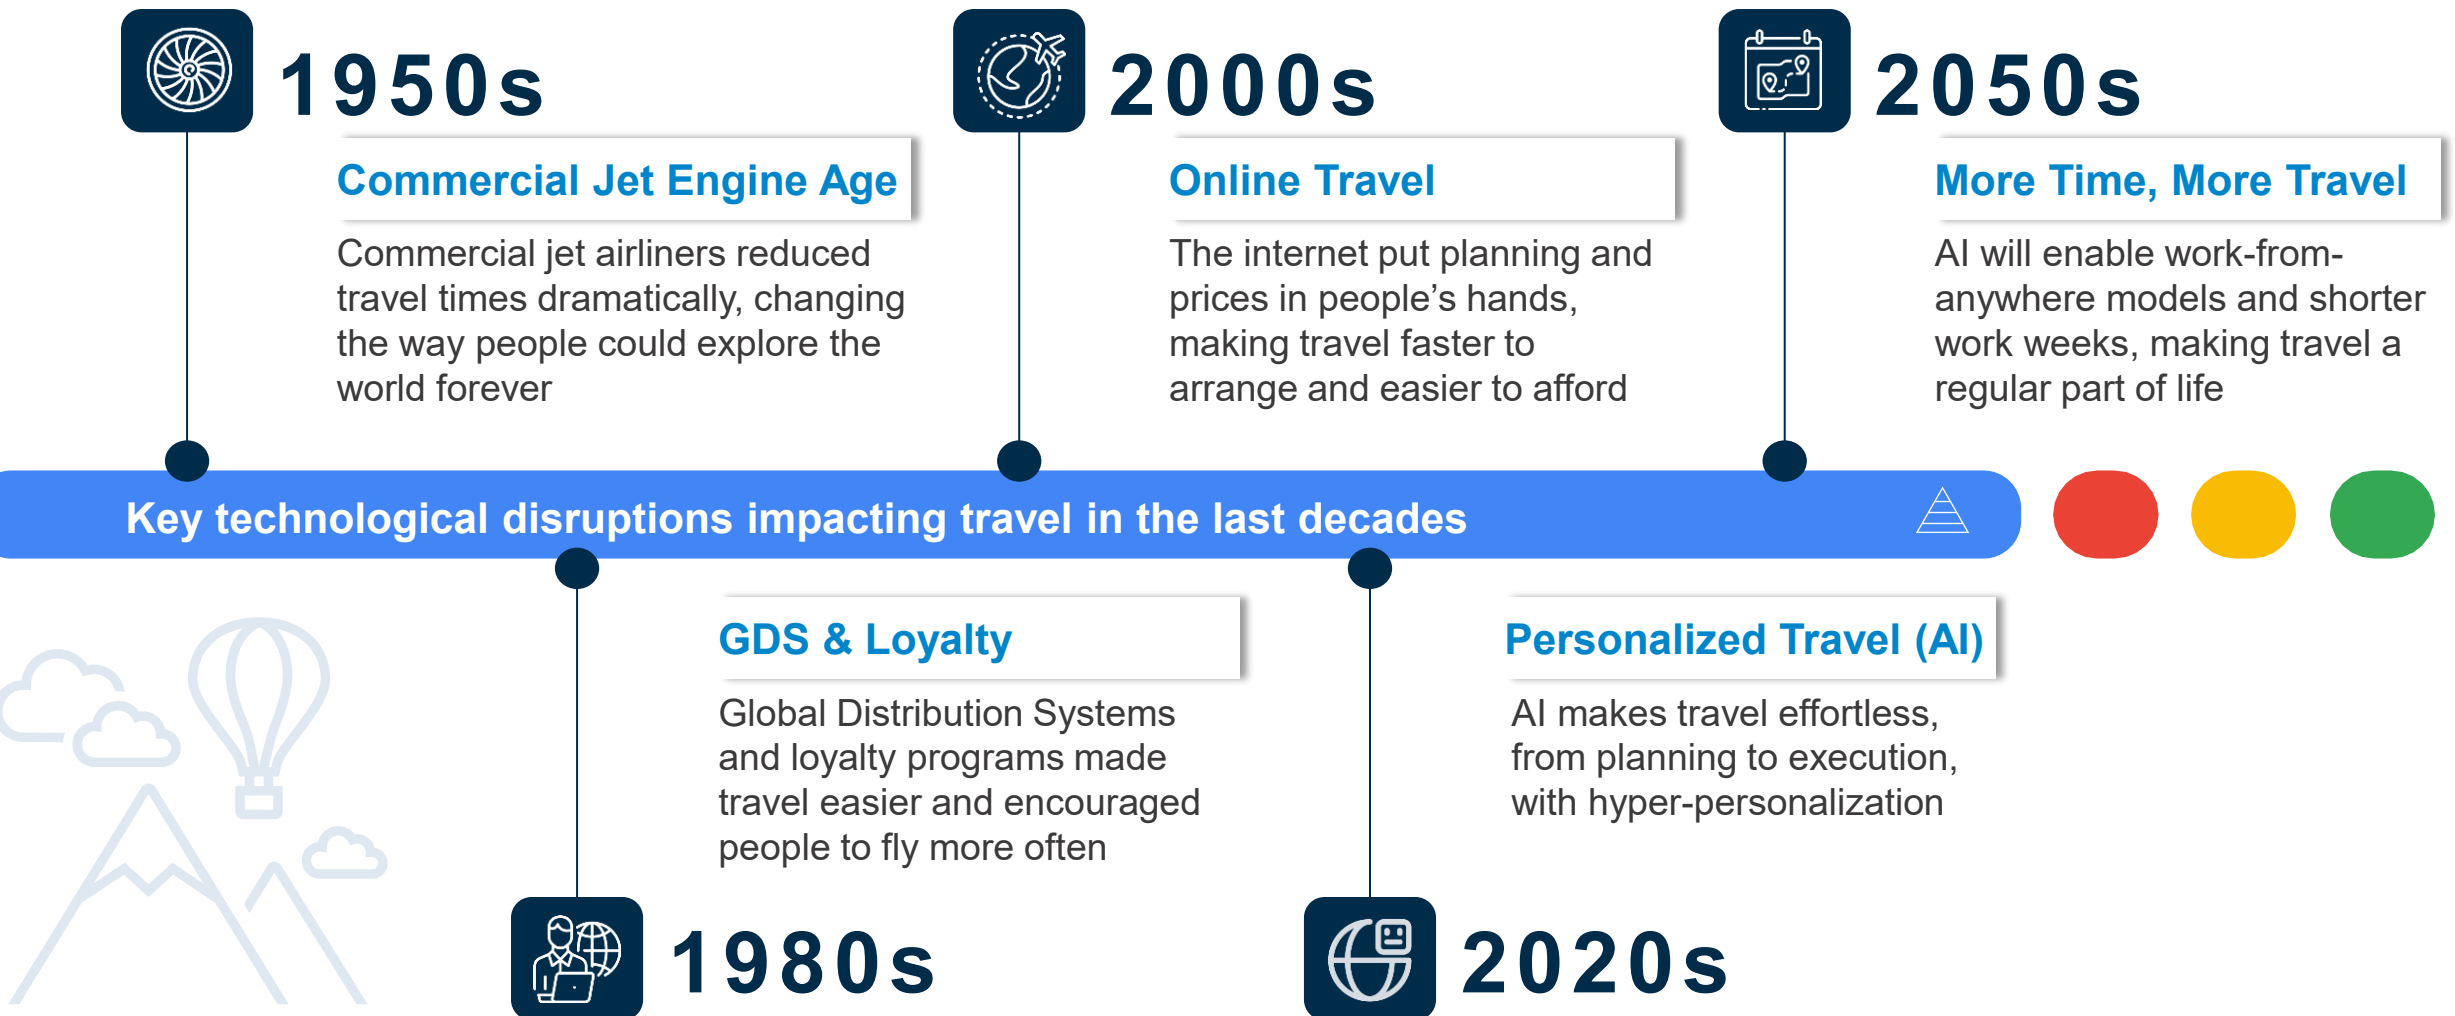 1950s
Commercial Jet Engine Age
Commercial jet airliners reduced
travel times dramatically, changing
the way people could explore the
world forever
2000s
Online Travel
The internet put planning and
prices in people’s hands,
making travel faster to
arrange and easier to afford
2050s
More Time, More Travel
AI will enable work-from-
anywhere models and shorter
work weeks, making travel a
regular part of life
Key technological disruptions impacting travel in the last decades
GDS & Loyalty
Global Distribution Systems
and loyalty programs made
travel easier and encouraged
people to fly more often
1980s
Personalized Travel (AI)
AI makes travel effortless,
from planning to execution,
with hyper-personalization
2020s